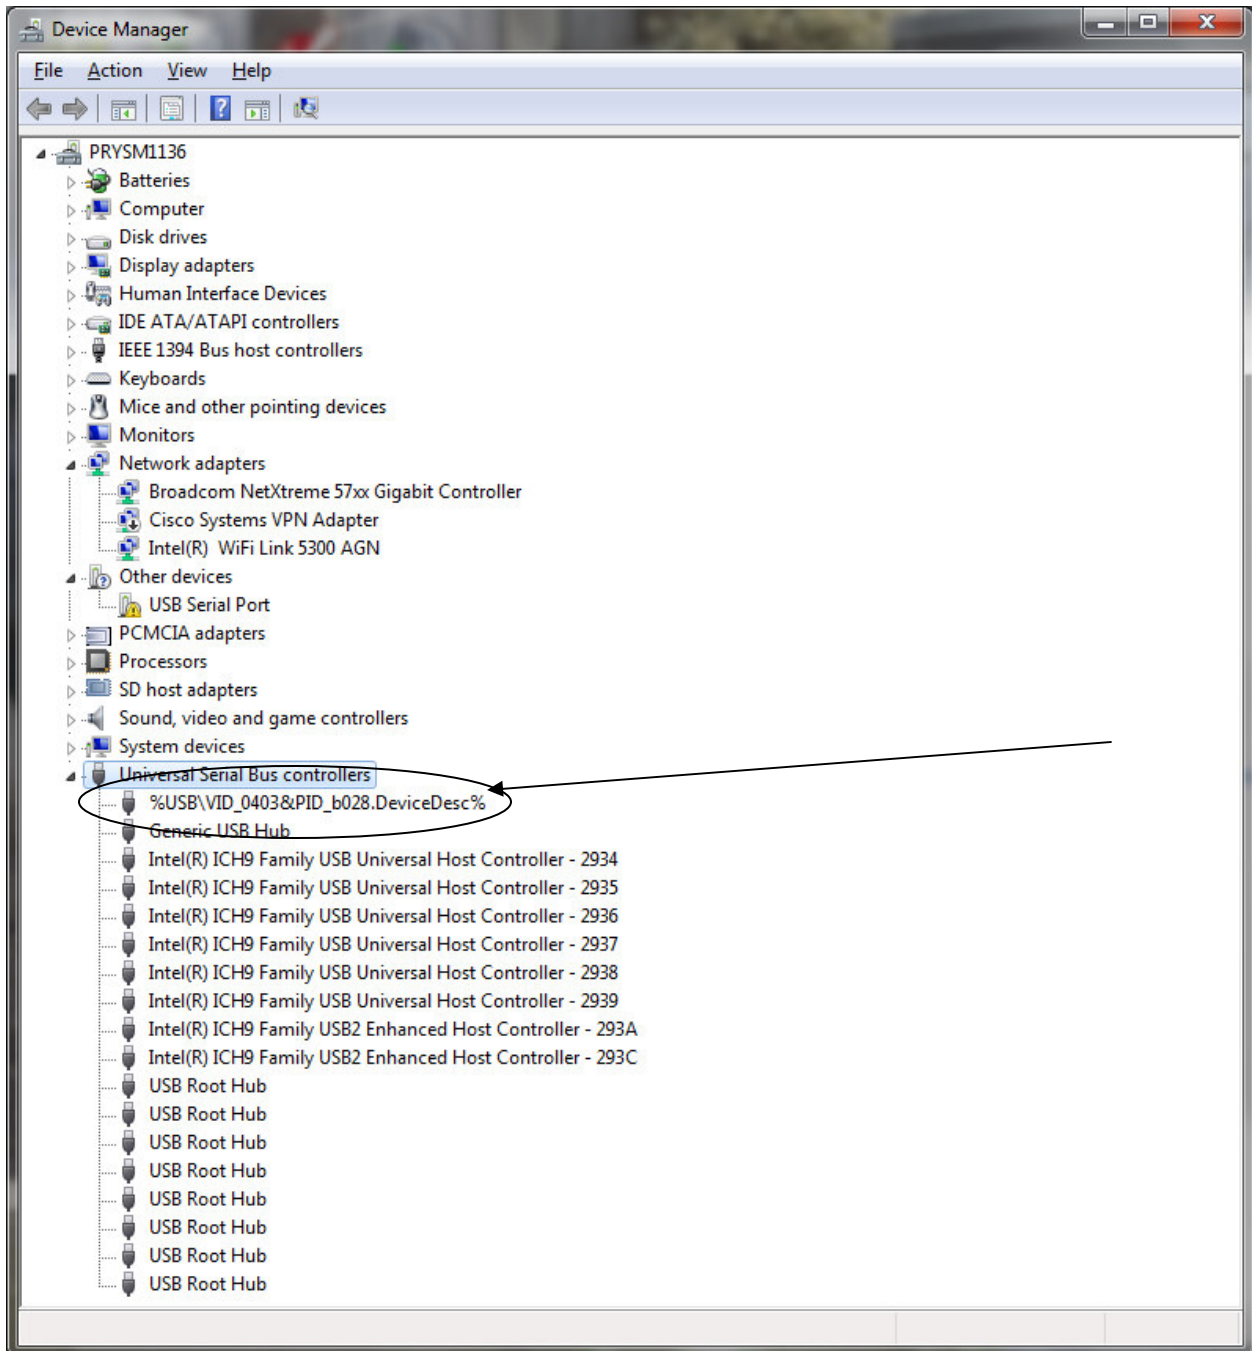 Device Manager
File Action View Help
PRYSM1136
Batteries
Computer
Disk drives
Display adapters
Human Interface Devices
IDE ATA/ATAPI controllers
IEEE 1394 Bus host controllers
Keyboards
Mice and other pointing devices
Monitors
Network adapters
Broadcom NetXtreme 57xx Gigabit Controller
Cisco Systems VPN Adapter
Intel(R) WiFi Link 5300 AGN
Other devices
USB Serial Port
PCMCIA adapters
Processors
SD host adapters
Sound, video and game controllers
System devices
Universal Serial Bus controllers
%USB\VID_0403&PID_b028.DeviceDesc%
Generic USB Hub
Intel(R) ICH9 Family USB Universal Host Controller - 2934
Intel(R) ICH9 Family USB Universal Host Controller - 2935
Intel(R) ICH9 Family USB Universal Host Controller - 2936
Intel(R) ICH9 Family USB Universal Host Controller - 2937
Intel(R) ICH9 Family USB Universal Host Controller - 2938
Intel(R) ICH9 Family USB Universal Host Controller - 2939
Intel(R) ICH9 Family USB2 Enhanced Host Controller - 293A
Intel(R) ICH9 Family USB2 Enhanced Host Controller - 293C
USB Root Hub
USB Root Hub
USB Root Hub
USB Root Hub
USB Root Hub
USB Root Hub
USB Root Hub
USB Root Hub